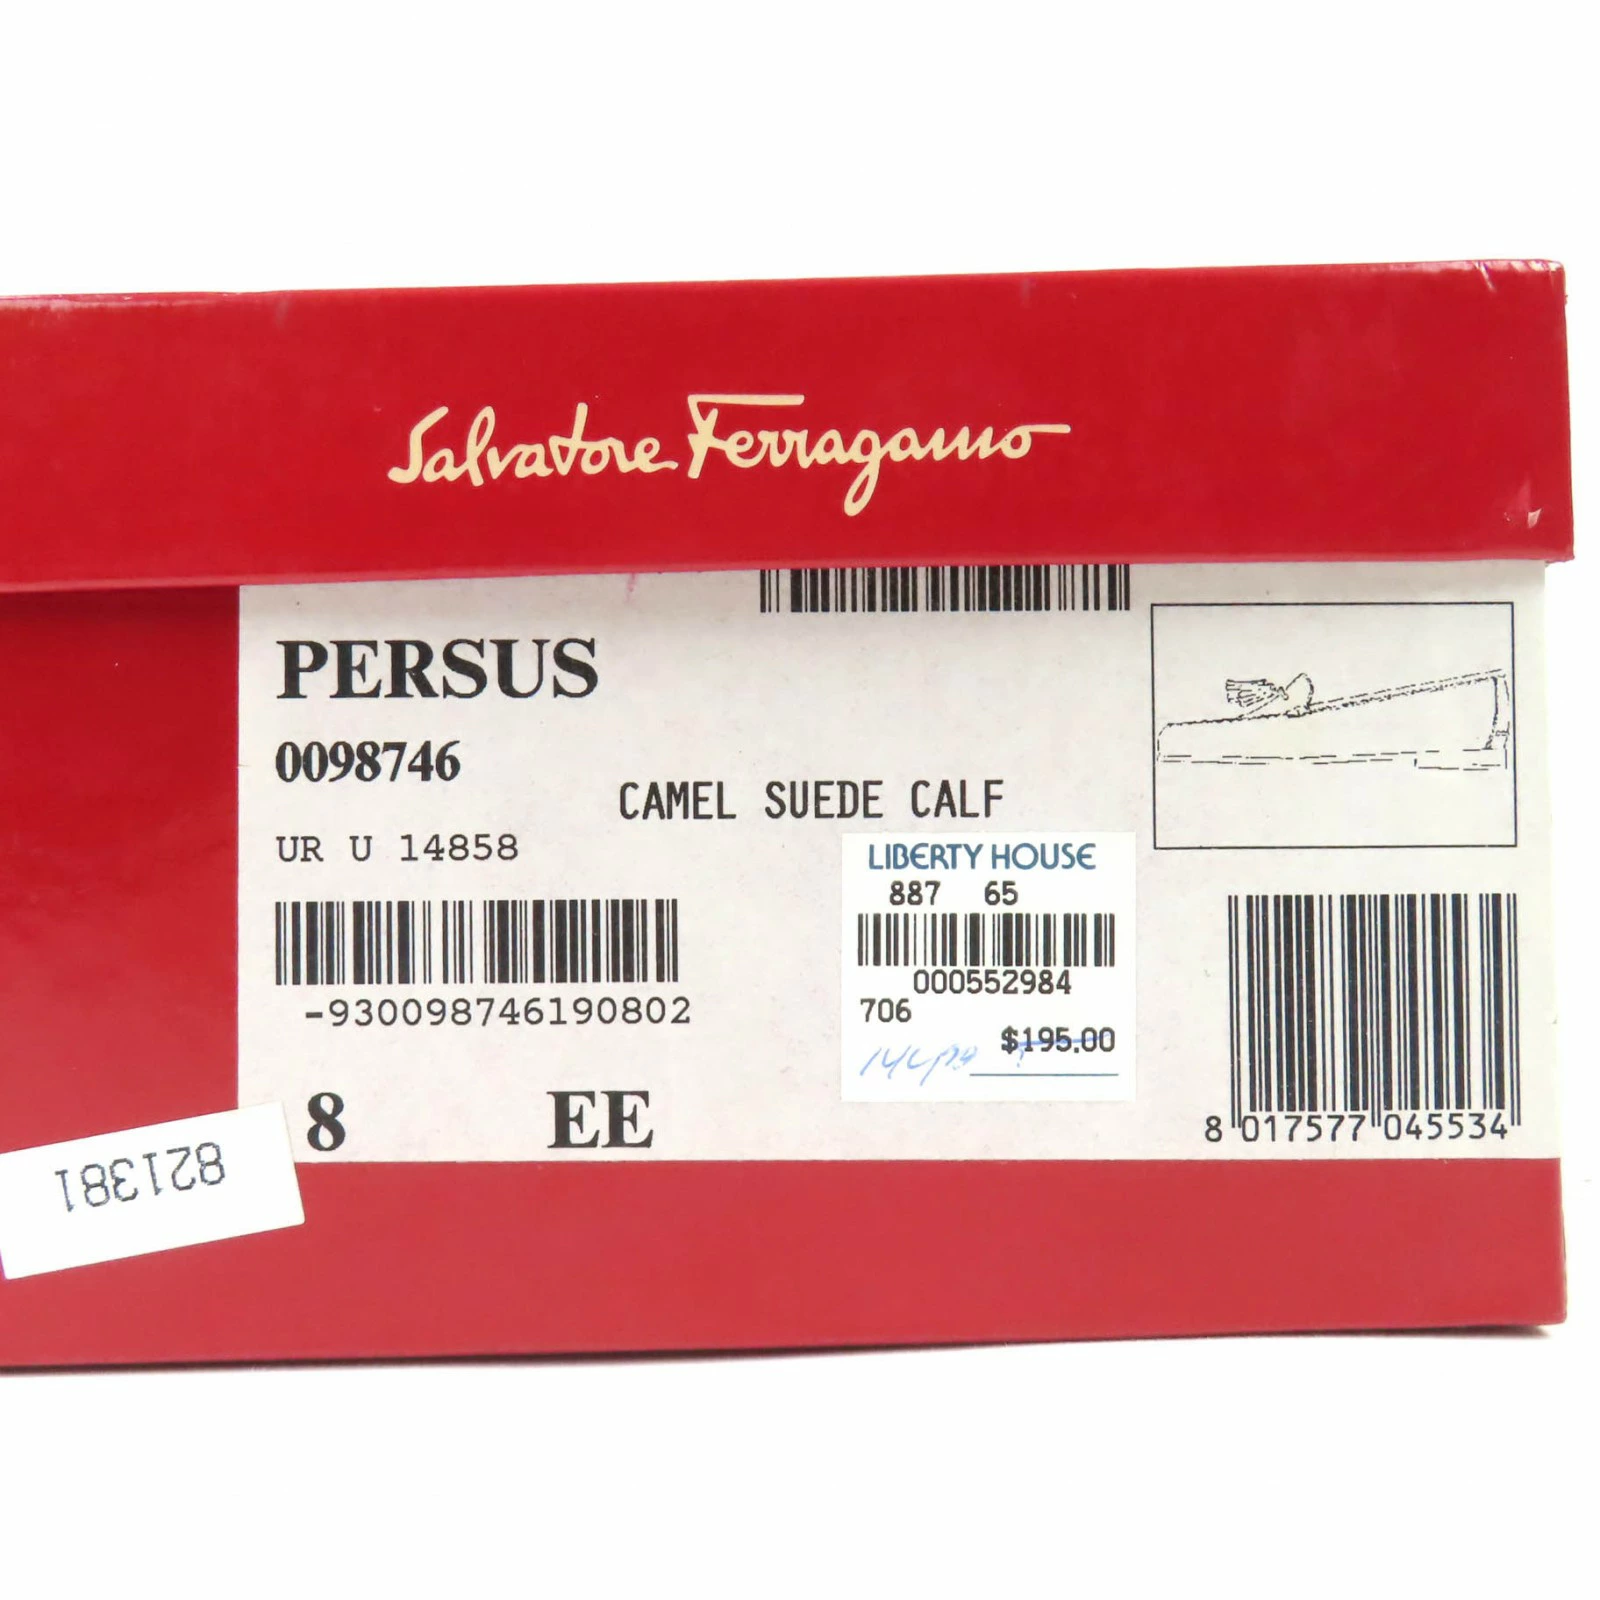 Salvatore Ferragamo
PERSUS
0098746
CAMEL SUEDE CALF
UR U 14858
LIBERTY HOUSE
887 65
000552984
706
$195.00
-930098746190802
8 EE
8 017577 045534
821381